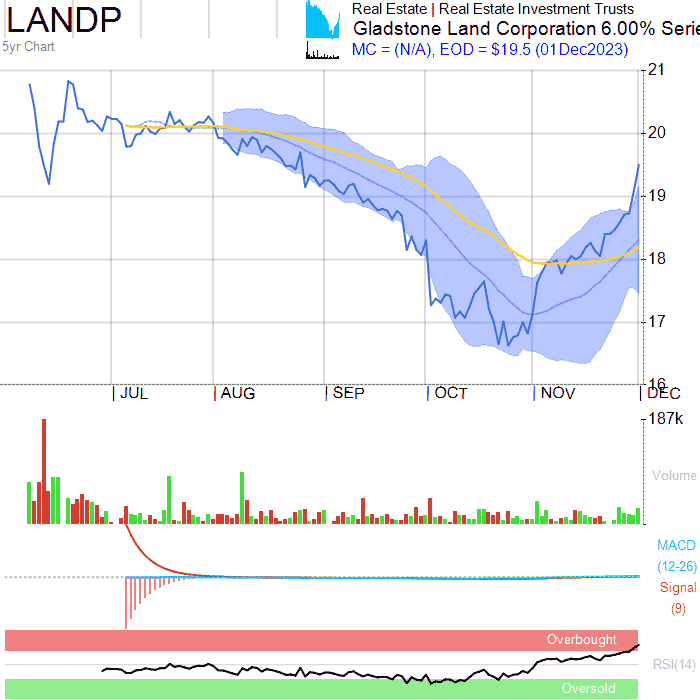 LANDP
5yr Chart
Real Estate | Real Estate Investment Trusts
Gladstone Land Corporation 6.00% Serie
MC = (N/A), EOD = $19.5 (01Dec2023)
21
20
19
18
17
16
JUL
AUG
SEP
OCT
NOV
DEC
187k
Volume
MACD
(12-26)
Signal
(9)
Overbought
RSI(14)
Oversold